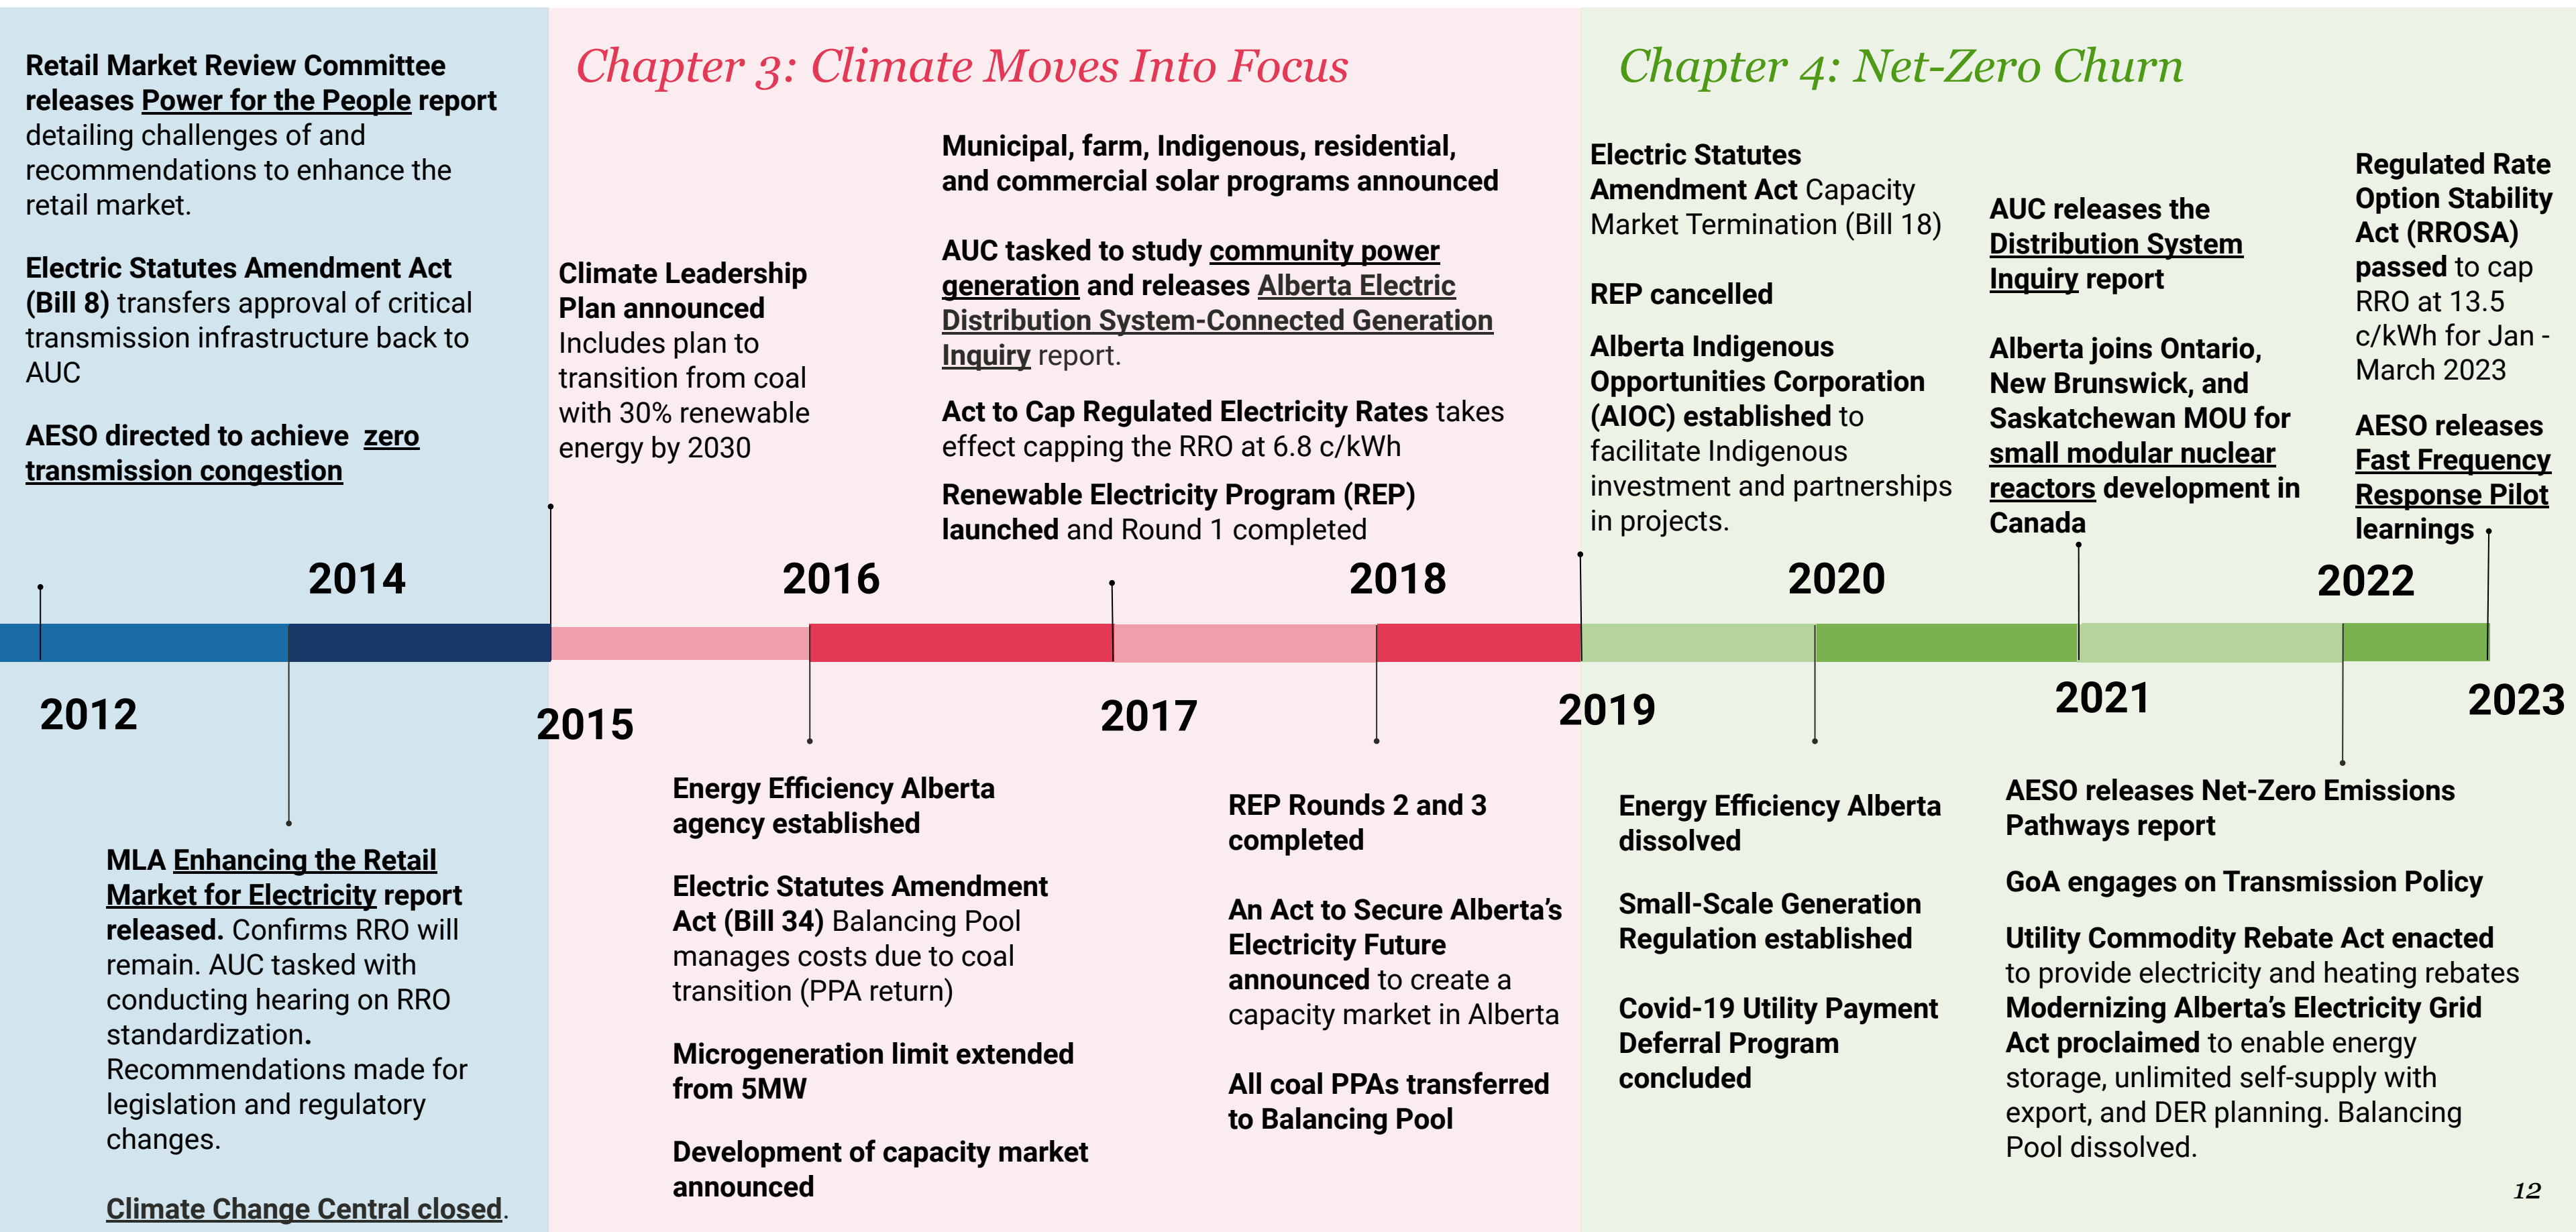 Retail Market Review Committee
releases Power for the People report
detailing challenges of and
recommendations to enhance the
retail market.
Electric Statutes Amendment Act
(Bill 8) transfers approval of critical
transmission infrastructure back to
AUC
AESO directed to achieve zero
transmission congestion
Chapter 3: Climate Moves Into Focus
Climate Leadership
Plan announced
Includes plan to
transition from coal
with 30% renewable
energy by 2030
Municipal, farm, Indigenous, residential,
and commercial solar programs announced
AUC tasked to study community power
generation and releases Alberta Electric
Distribution System-Connected Generation
Inquiry report.
Act to Cap Regulated Electricity Rates takes
effect capping the RRO at 6.8 c/kWh
Renewable Electricity Program (REP)
launched and Round 1 completed
Chapter 4: Net-Zero Churn
Electric Statutes
Amendment Act Capacity
Market Termination (Bill 18)
REP cancelled
Alberta Indigenous
Opportunities Corporation
(AIOC) established to
facilitate Indigenous
investment and partnerships
in projects.
AUC releases the
Distribution System
Inquiry report
Alberta joins Ontario,
New Brunswick, and
Saskatchewan MOU for
small modular nuclear
reactors development in
Canada
Regulated Rate
Option Stability
Act (RROSA)
passed to cap
RRO at 13.5
c/kWh for Jan -
March 2023
AESO releases
Fast Frequency
Response Pilot
learnings
2014
2016
2018
2020
2022
2012
2015
2017
2019
2021
2023
MLA Enhancing the Retail
Market for Electricity report
released. Confirms RRO will
remain. AUC tasked with
conducting hearing on RRO
standardization.
Recommendations made for
legislation and regulatory
changes.
Climate Change Central closed.
Energy Efficiency Alberta
agency established
Electric Statutes Amendment
Act (Bill 34) Balancing Pool
manages costs due to coal
transition (PPA return)
Microgeneration limit extended
from 5MW
Development of capacity market
announced
REP Rounds 2 and 3
completed
An Act to Secure Alberta's
Electricity Future
announced to create a
capacity market in Alberta
All coal PPAs transferred
to Balancing Pool
Energy Efficiency Alberta
dissolved
Small-Scale Generation
Regulation established
Covid-19 Utility Payment
Deferral Program
concluded
AESO releases Net-Zero Emissions
Pathways report
GoA engages on Transmission Policy
Utility Commodity Rebate Act enacted
to provide electricity and heating rebates
Modernizing Alberta's Electricity Grid
Act proclaimed to enable energy
storage, unlimited self-supply with
export, and DER planning. Balancing
Pool dissolved.
12